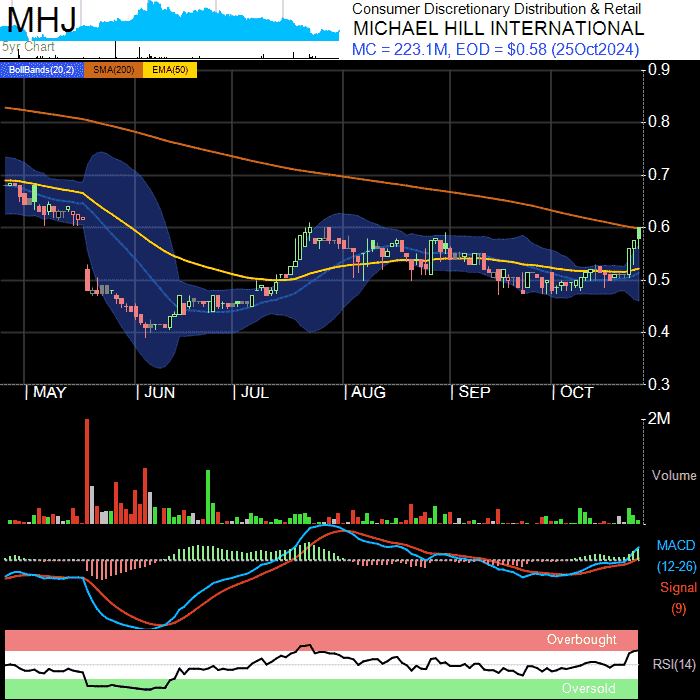 MHJ
5yr Chart
Consumer Discretionary Distribution & Retail
MICHAEL HILL INTERNATIONAL
MC = 223.1M, EOD = $0.58 (25Oct2024)
BollBands(20,2) SMA(200) EMA(50)
0.9
0.8
0.7
0.6
0.5
0.4
0.3
MAY JUN JUL AUG SEP OCT
2M
Volume
MACD
(12-26)
Signal
(9)
Overbought
RSI(14)
Oversold